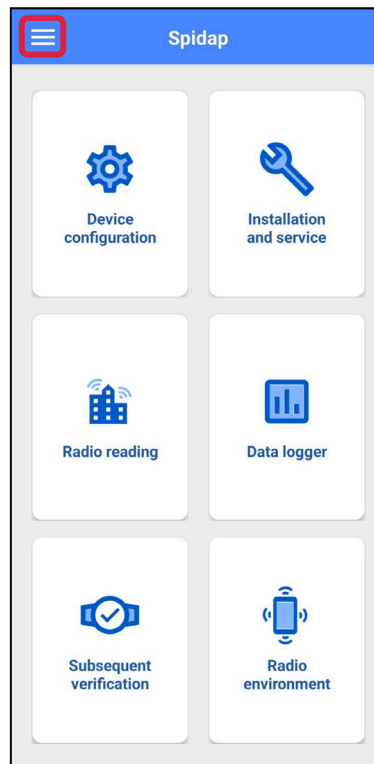 Spidap
Device
configuration
Installation
and service
Radio reading
Data logger
Subsequent
verification
Radio
environment